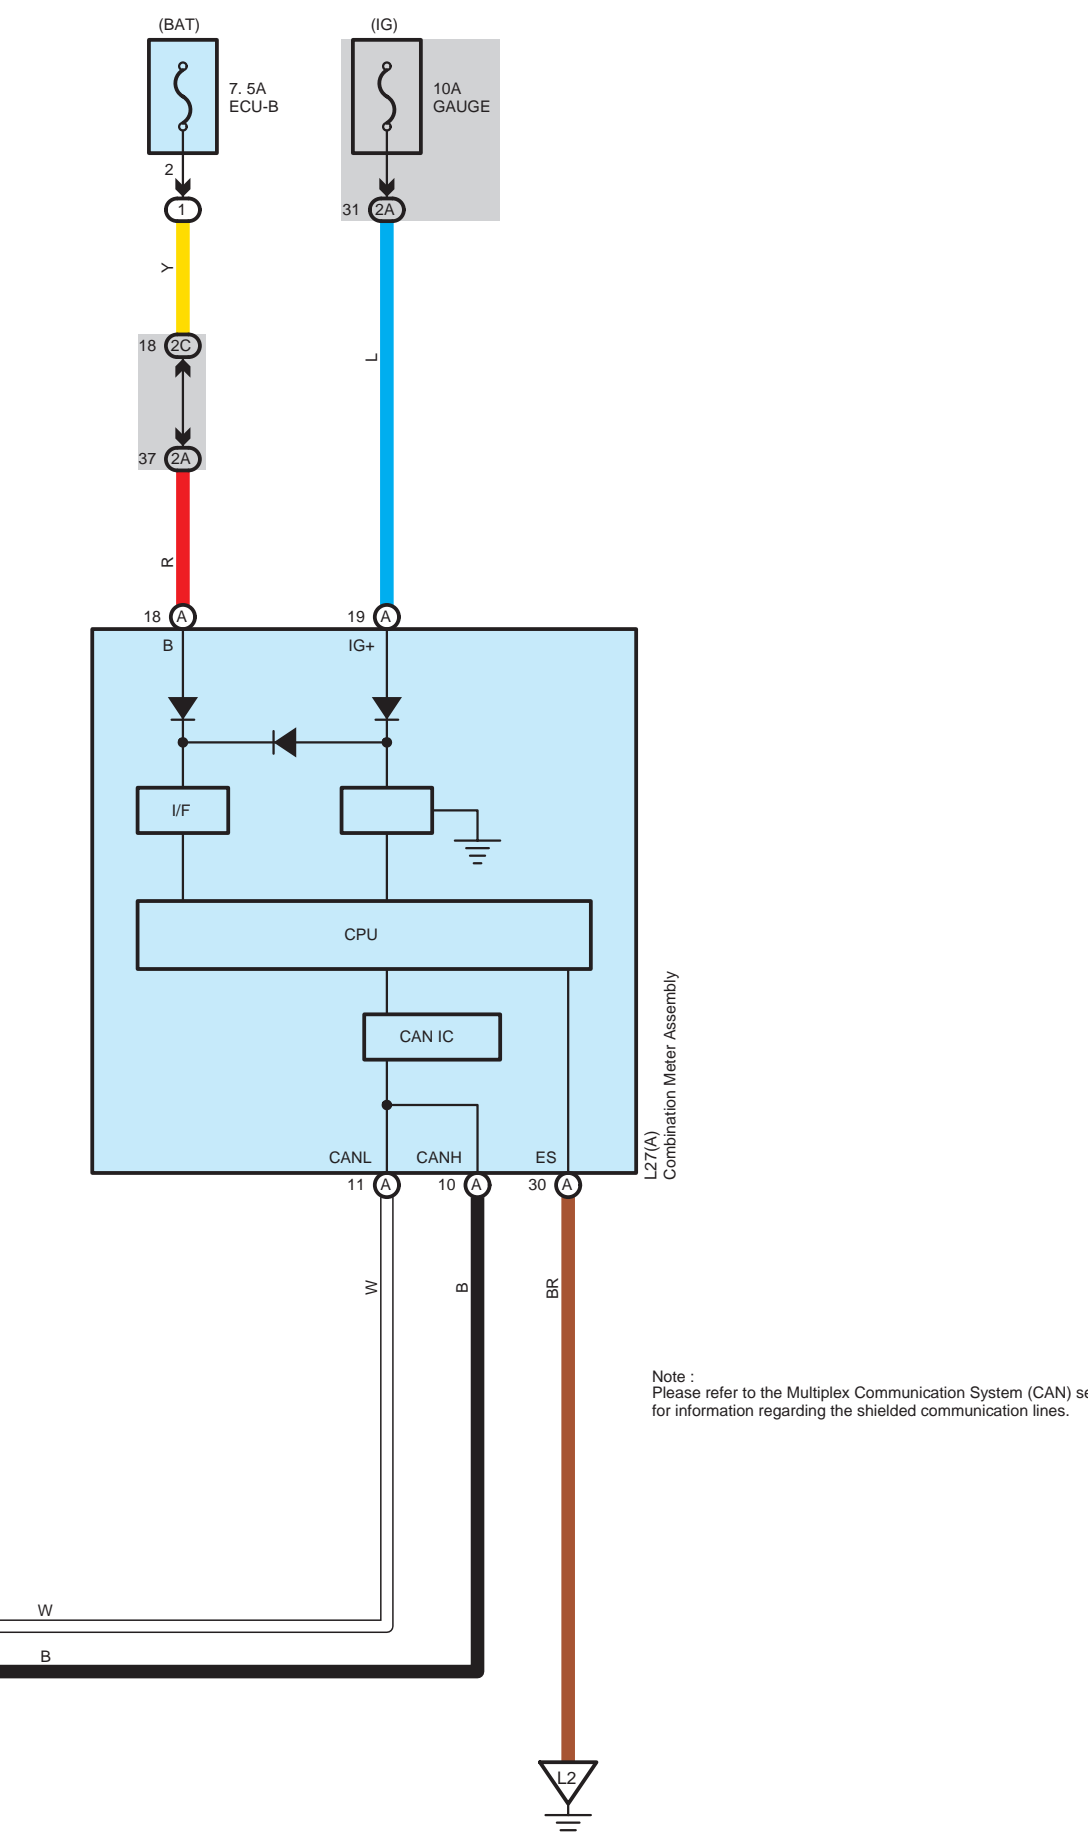 (BAT)
(IG)
7. 5A
ECU-B
10A
GAUGE
2
1
31
2A
Y
L
18
2C
37
2A
R
18
A
19
A
B
IG+
I/F
CPU
CAN IC
CANL
CANH
ES
L27(A)
Combination Meter Assembly
11
A
10
A
30
A
W
B
BR
Note :
Please refer to the Multiplex Communication System (CAN) se
for information regarding the shielded communication lines.
W
B
L2